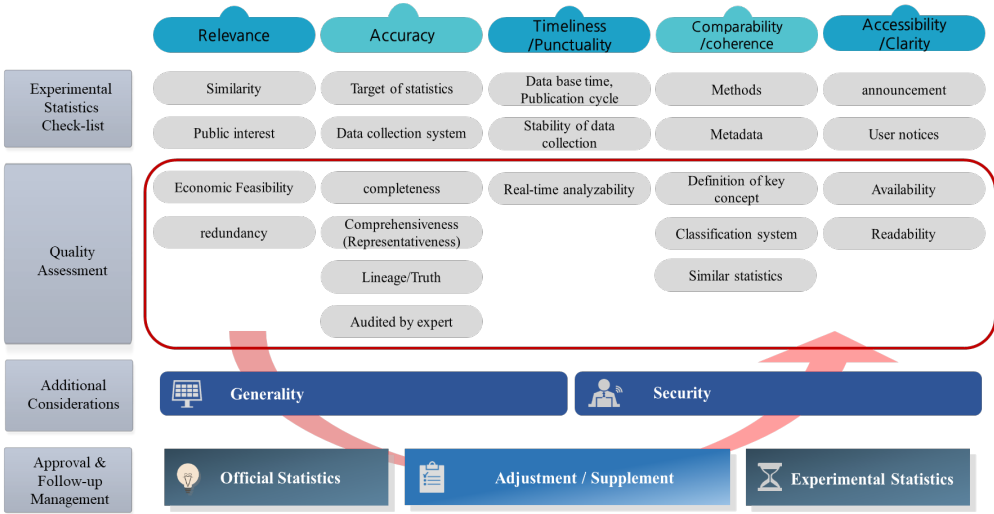 Relevance
Accuracy
Timeliness
/Punctuality
Comparability
/coherence
Accessibility
/Clarity
Experimental
Statistics
Check-list
Similarity
Target of statistics
Data base time,
Publication cycle
Methods
announcement
Public interest
Data collection system
Stability of data
collection
Metadata
User notices
Quality
Assessment
Economic Feasibility
completeness
Real-time analyzability
Definition of key
concept
Availability
redundancy
Comprehensiveness
(Representativeness)
Classification system
Readability
Lineage/Truth
Similar statistics
Audited by expert
Additional
Considerations
Generality
Security
Approval &
Follow-up
Management
Official Statistics
Adjustment / Supplement
Experimental Statistics